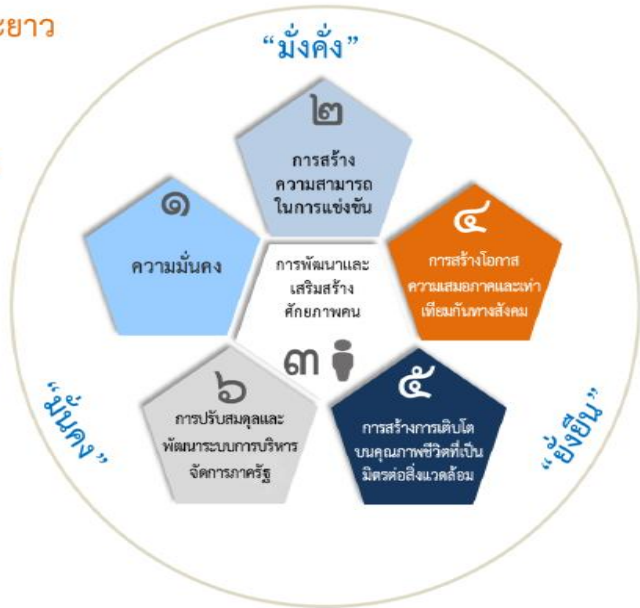 ะยาว
“มั่งคั่ง”
๒
การสร้าง
ความสามารถ
ในการแข่งขัน
๑
ความมั่นคง
๔
การสร้างโอกาส
ความเสมอภาคและเท่า
เทียมกันทางสังคม
การพัฒนาและ
เสริมสร้าง
ศักยภาพคน
๓
๖
การปรับสมดุลและ
พัฒนาระบบการบริหาร
จัดการภาครัฐ
๕
การสร้างการเติบโต
บนคุณภาพชีวิตที่เป็น
มิตรต่อสิ่งแวดล้อม
“มั่นคง”
“ยั่งยืน”